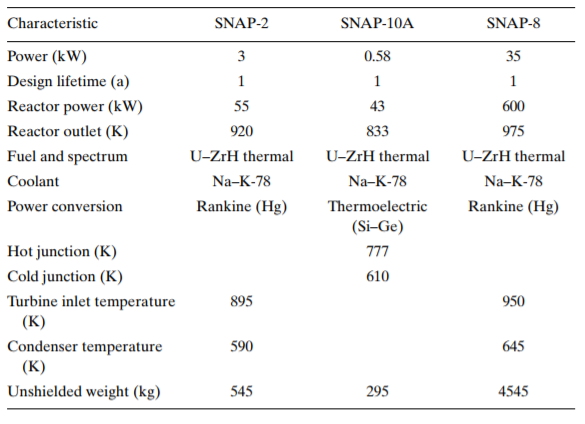 Characteristic SNAP-2 SNAP-10A SNAP-8
Power (kW) 3 0.58 35
Design lifetime (a) 1 1 1
Reactor power (kW) 55 43 600
Reactor outlet (K) 920 833 975
Fuel and spectrum U–ZrH thermal U–ZrH thermal U–ZrH thermal
Coolant Na–K-78 Na–K-78 Na–K-78
Power conversion Rankine (Hg) Thermoelectric Rankine (Hg)
(Si–Ge)
Hot junction (K) 777
Cold junction (K) 610
Turbine inlet temperature 895 950
(K)
Condenser temperature 590 645
(K)
Unshielded weight (kg) 545 295 4545